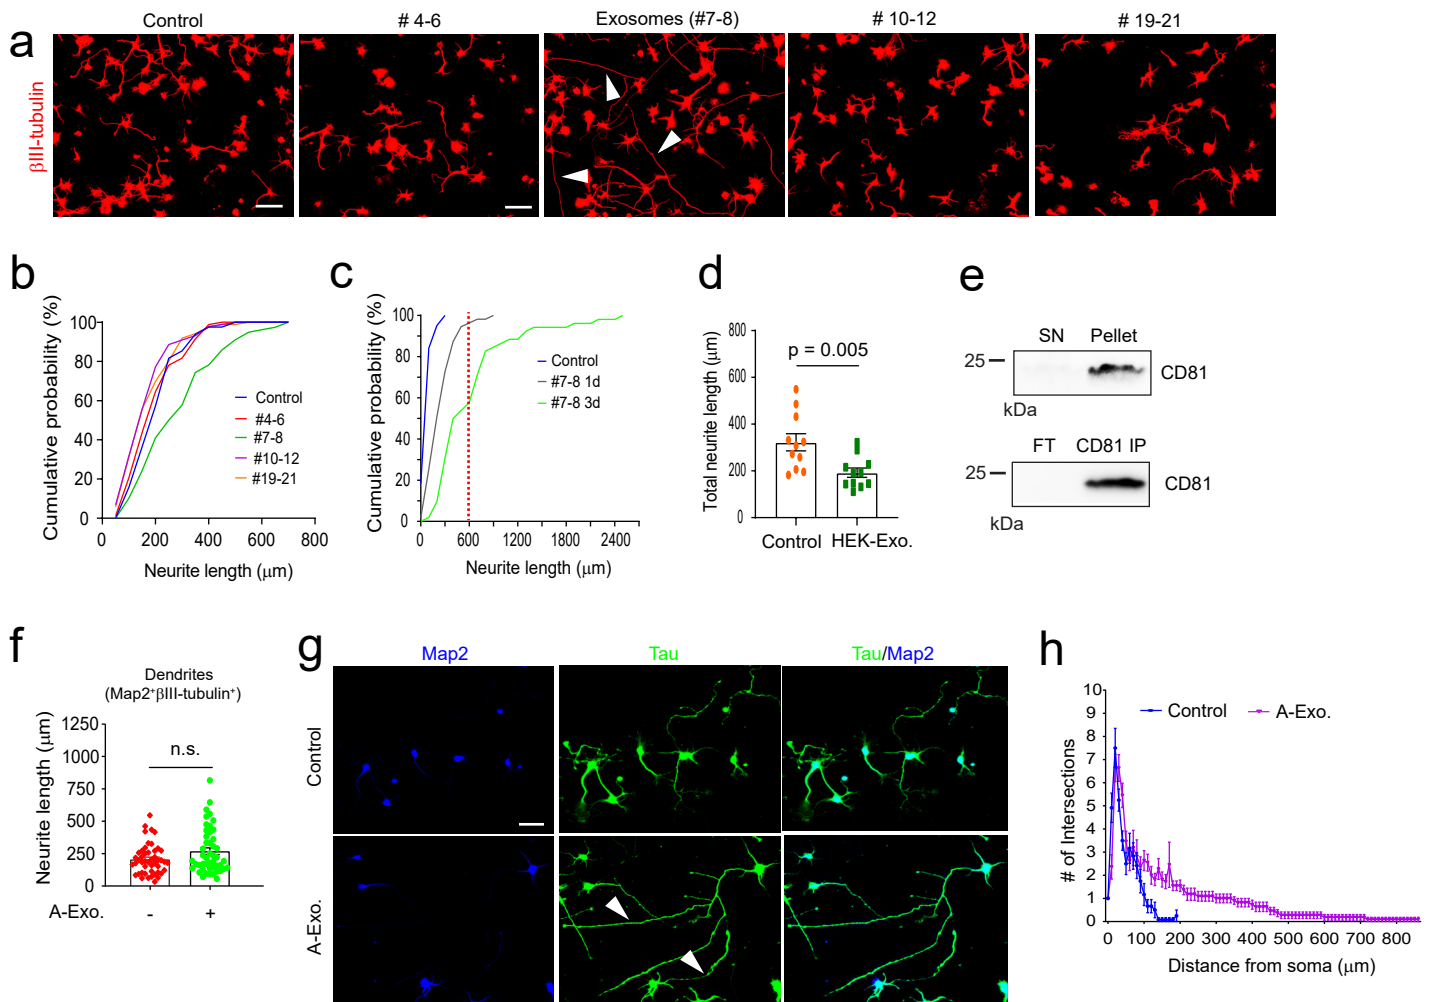 a
Control
# 4-6
Exosomes (#7-8)
# 10-12
# 19-21
βIII-tubulin
b
Cumulative probability (%)
100
80
60
40
20
0
0 200 400 600 800
Neurite length (μm)
Control
#4-6
#7-8
#10-12
#19-21
c
Cumulative probability (%)
100
80
60
40
20
0
0 600 1200 1800 2400
Neurite length (μm)
Control
#7-8 1d
#7-8 3d
d
Total neurite length (μm)
800
600
400
200
0
p = 0.005
Control HEK-Exo.
e
SN Pellet
25
CD81
kDa
FT CD81 IP
25
CD81
kDa
f
Dendrites
(Map2⁺βIII-tubulin⁺)
Neurite length (μm)
1250
1000
750
500
250
0
n.s.
A-Exo. - +
g
Map2
Tau
Tau/Map2
Control
A-Exo.
h
# of Intersections
10
9
8
7
6
5
4
3
2
1
0
Control A-Exo.
0 100 200 400 600 800
Distance from soma (μm)